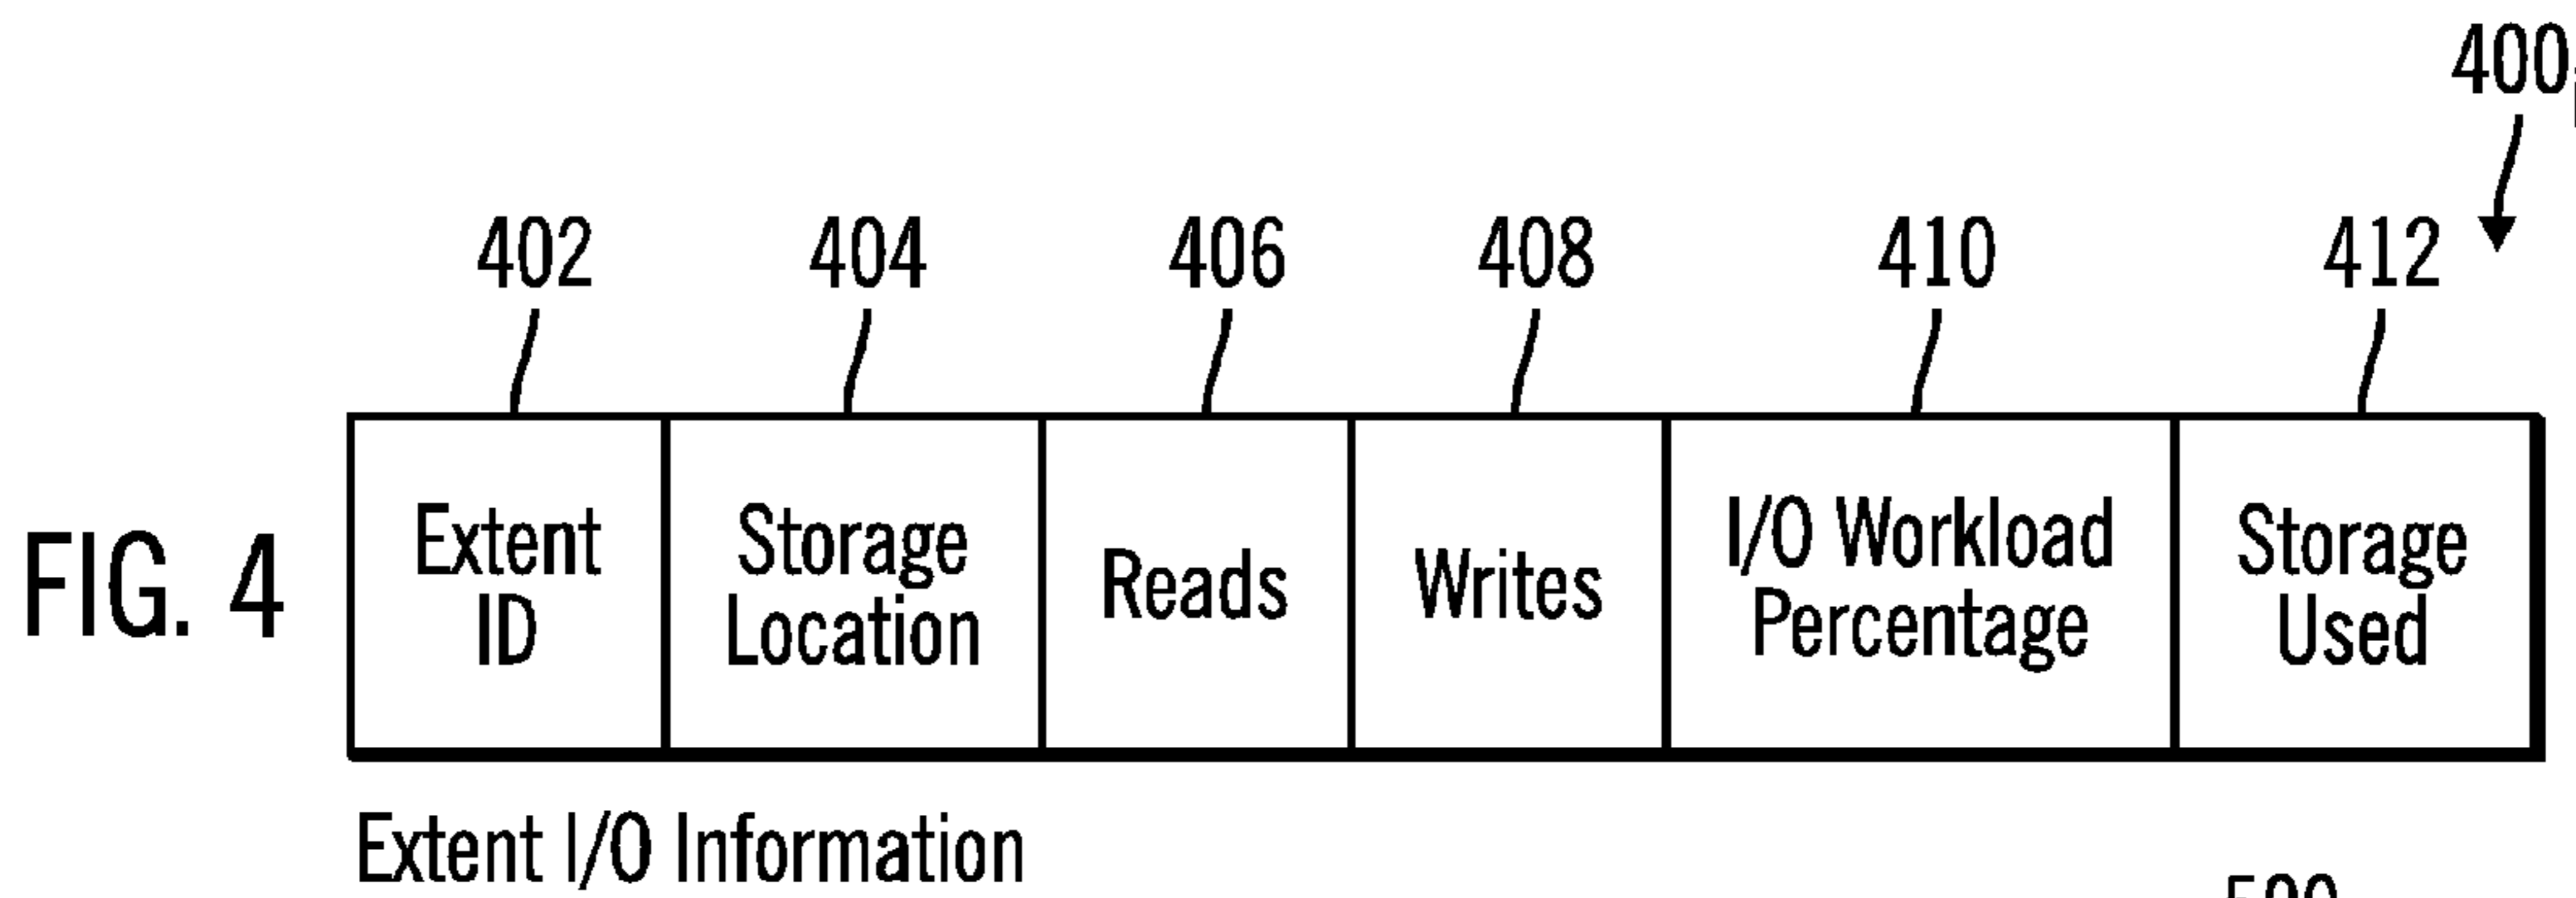 400
402 404 406 408 410 412
FIG. 4
Extent ID
Storage Location
Reads
Writes
I/O Workload Percentage
Storage Used
Extent I/O Information